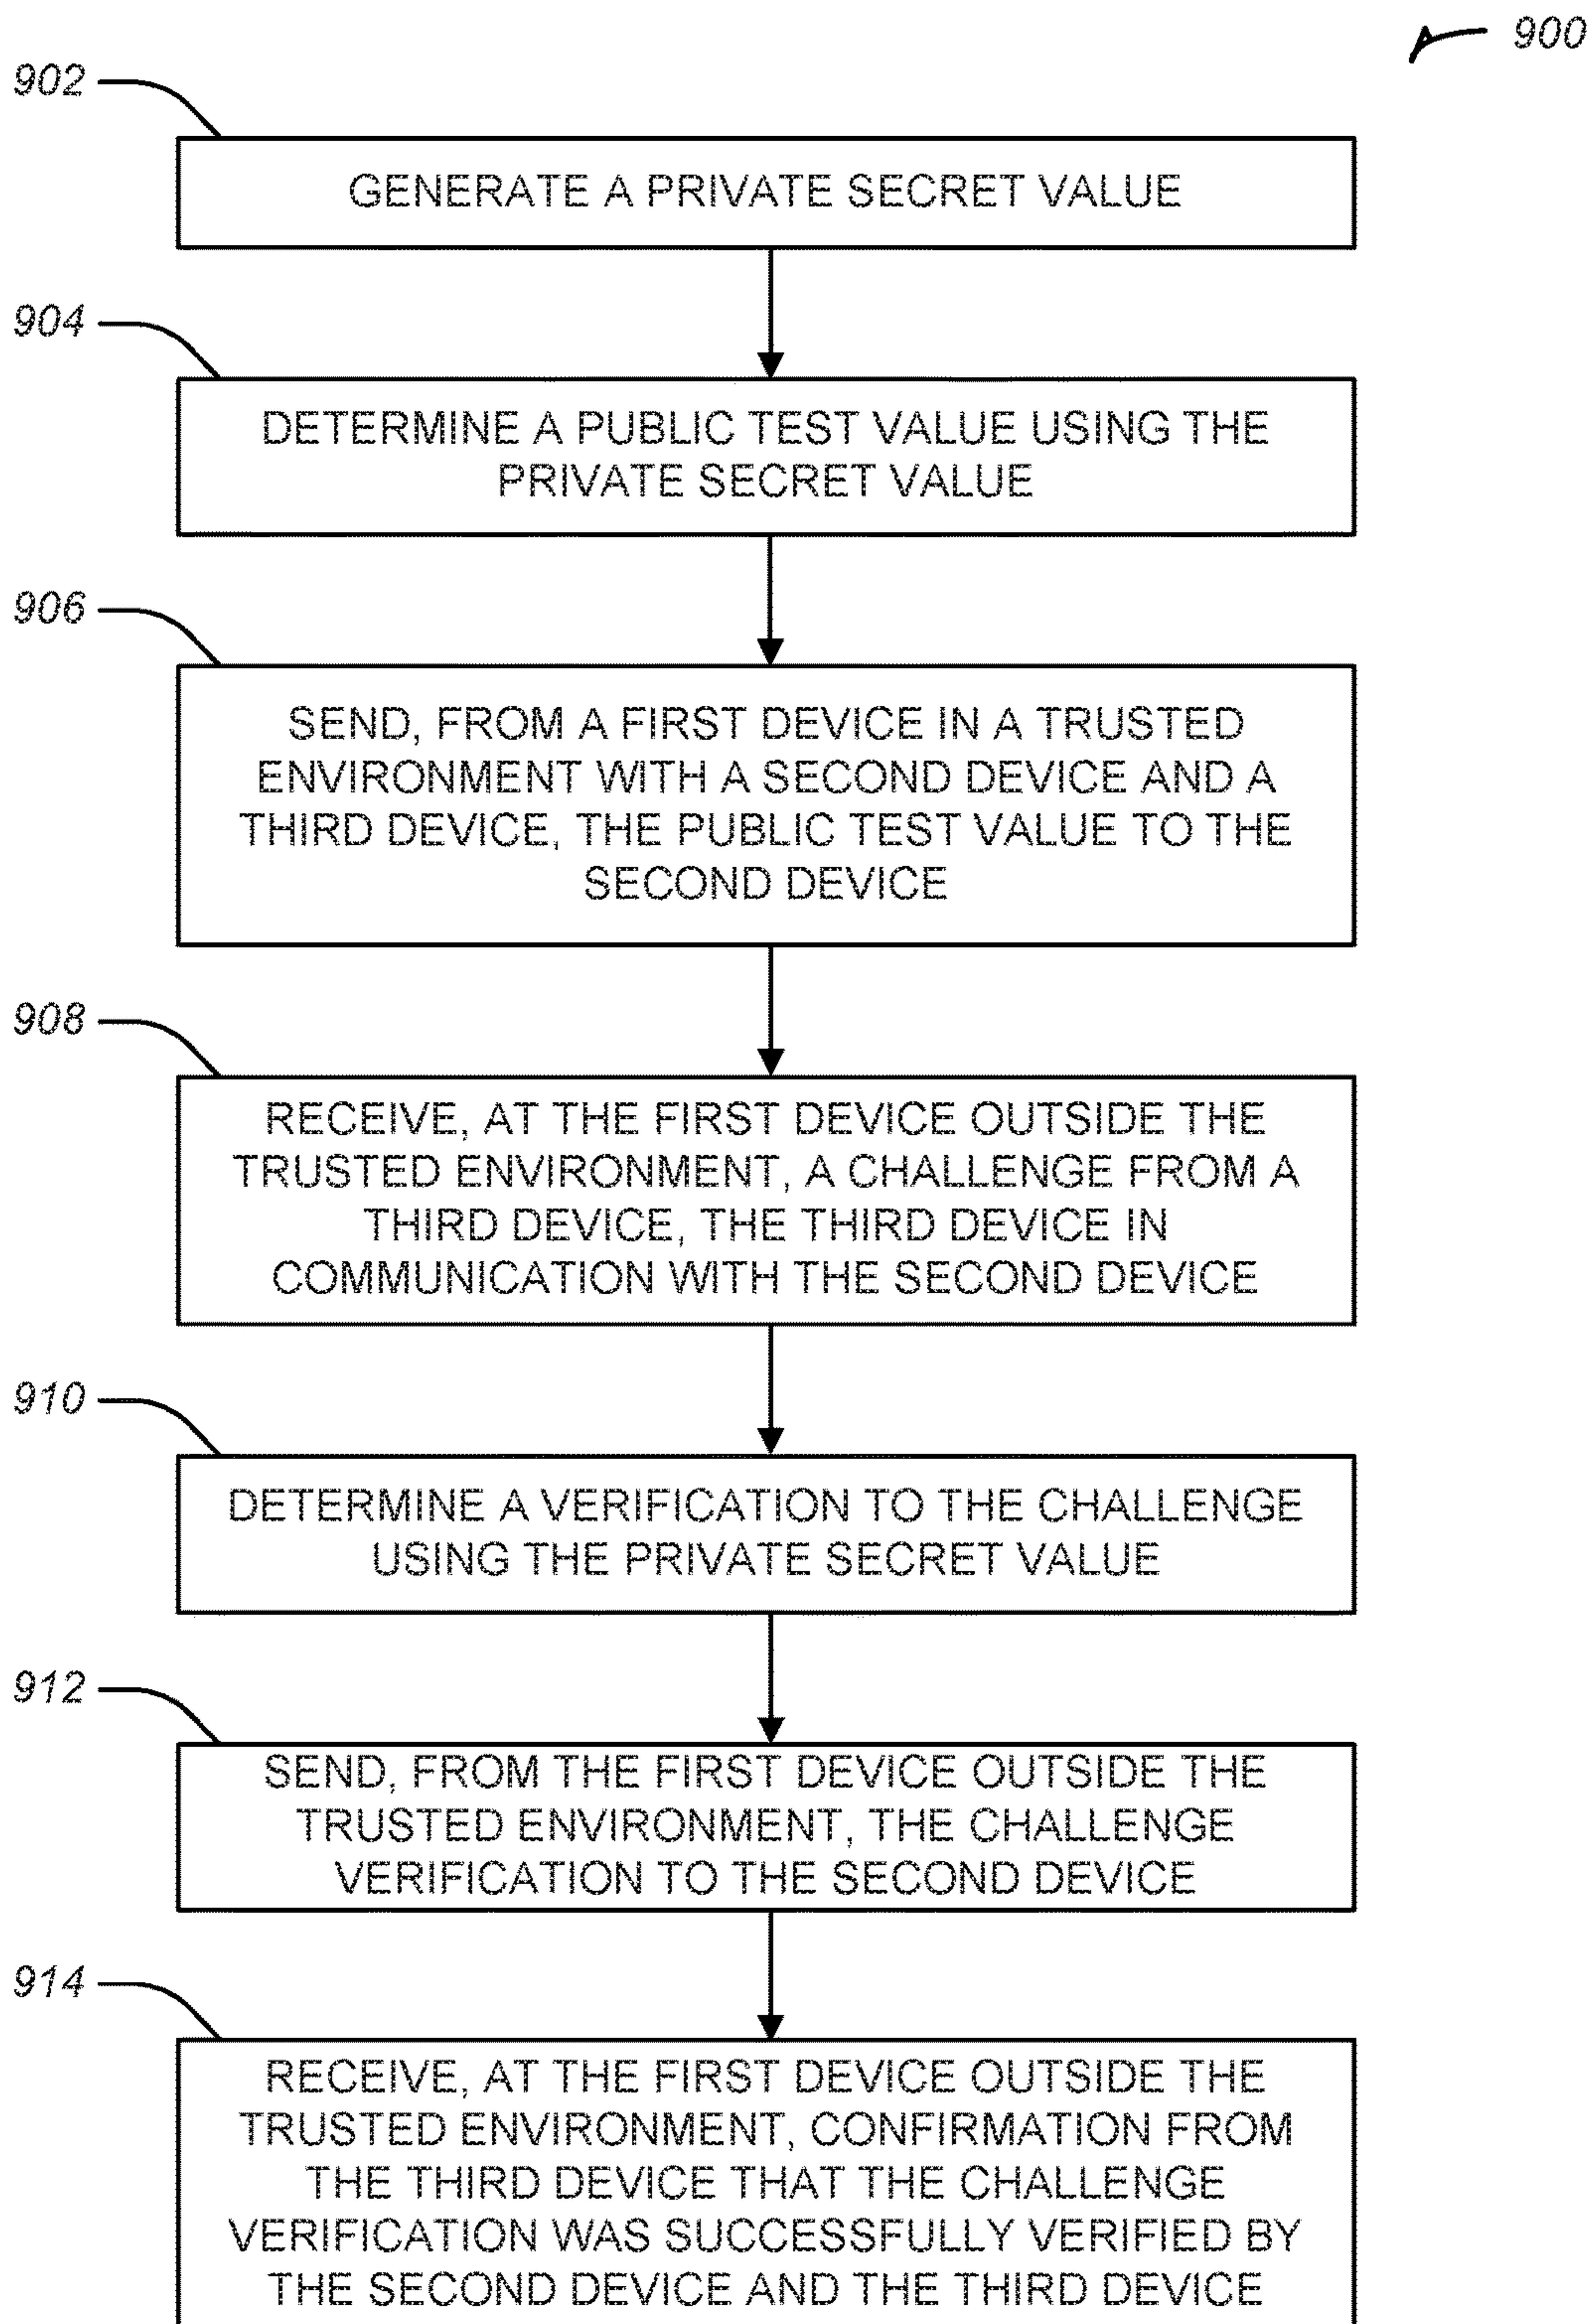 900
902
GENERATE A PRIVATE SECRET VALUE
904
DETERMINE A PUBLIC TEST VALUE USING THE
PRIVATE SECRET VALUE
906
SEND, FROM A FIRST DEVICE IN A TRUSTED
ENVIRONMENT WITH A SECOND DEVICE AND A
THIRD DEVICE, THE PUBLIC TEST VALUE TO THE
SECOND DEVICE
908
RECEIVE, AT THE FIRST DEVICE OUTSIDE THE
TRUSTED ENVIRONMENT, A CHALLENGE FROM A
THIRD DEVICE, THE THIRD DEVICE IN
COMMUNICATION WITH THE SECOND DEVICE
910
DETERMINE A VERIFICATION TO THE CHALLENGE
USING THE PRIVATE SECRET VALUE
912
SEND, FROM THE FIRST DEVICE OUTSIDE THE
TRUSTED ENVIRONMENT, THE CHALLENGE
VERIFICATION TO THE SECOND DEVICE
914
RECEIVE, AT THE FIRST DEVICE OUTSIDE THE
TRUSTED ENVIRONMENT, CONFIRMATION FROM
THE THIRD DEVICE THAT THE CHALLENGE
VERIFICATION WAS SUCCESSFULLY VERIFIED BY
THE SECOND DEVICE AND THE THIRD DEVICE